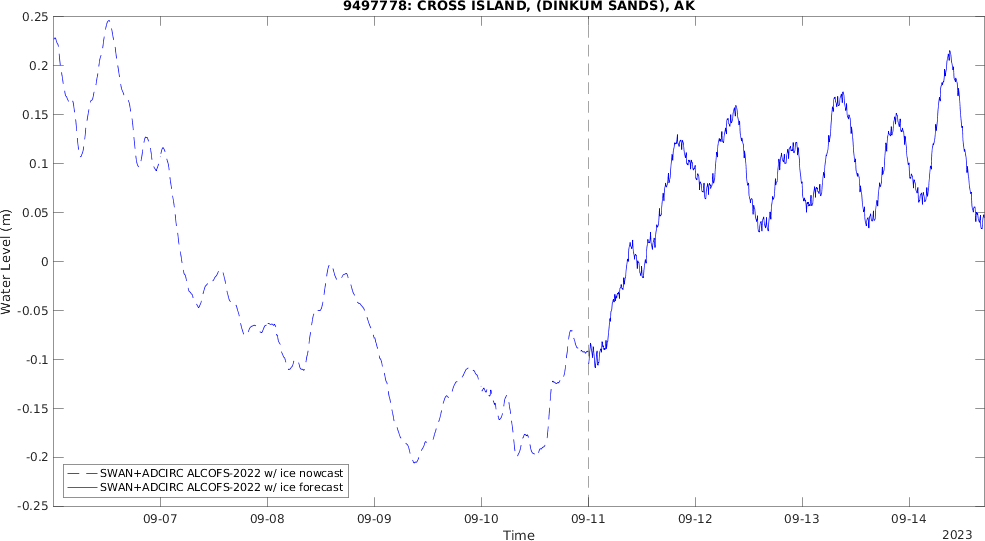 9497778: CROSS ISLAND, (DINKUM SANDS), AK
0.25
0.2
0.15
0.1
0.05
0
-0.05
-0.1
-0.15
-0.2
-0.25
Water Level (m)
SWAN+ADCIRC ALCOFS-2022 w/ ice nowcast
SWAN+ADCIRC ALCOFS-2022 w/ ice forecast
09-07 09-08 09-09 09-10 09-11 09-12 09-13 09-14
Time
2023